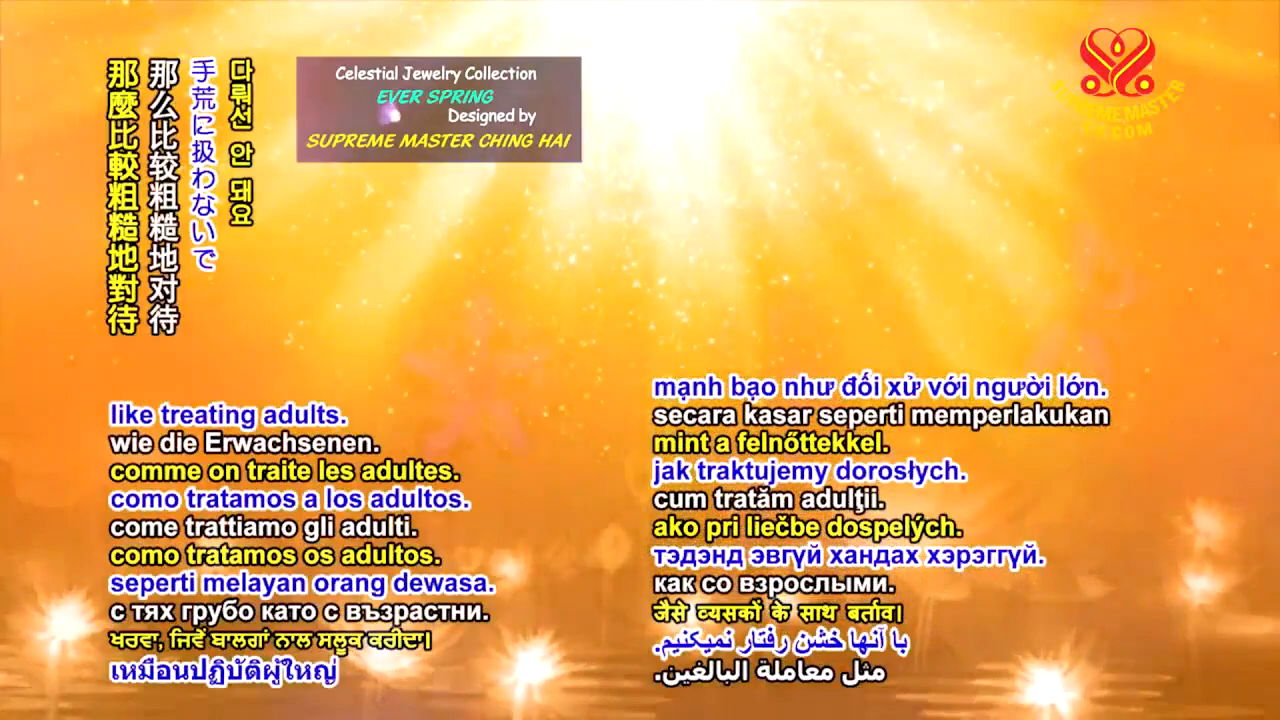 那麼比較粗糙地對待
那么比较粗糙地对待
手荒に扱わないで
다뤄선 안 돼요
Celestial Jewelry Collection
EVER SPRING
Designed by
SUPREME MASTER CHING HAI
SUPREME MASTER
TV.COM
like treating adults.
wie die Erwachsenen.
comme on traite les adultes.
como tratamos a los adultos.
come trattiamo gli adulti.
como tratamos os adultos.
seperti melayan orang dewasa.
с тях грубо като с възрастни.
ਖਰਵਾ, ਜਿਵੇਂ ਬਾਲਗਾਂ ਨਾਲ ਸਲੂਕ ਕਰੀਦਾ।
เหมือนปฏิบัติผู้ใหญ่
mạnh bạo như đối xử với người lớn.
secara kasar seperti memperlakukan
mint a felnőttekkel.
jak traktujemy dorosłych.
cum tratăm adulţii.
ako pri liečbe dospelých.
тэдэнд эвгүй хандах хэрэггүй.
как со взрослыми.
जैसे व्यसकों के साथ बर्ताव।
با آنها خشن رفتار نمیکنیم.
مثل معاملة البالغين.